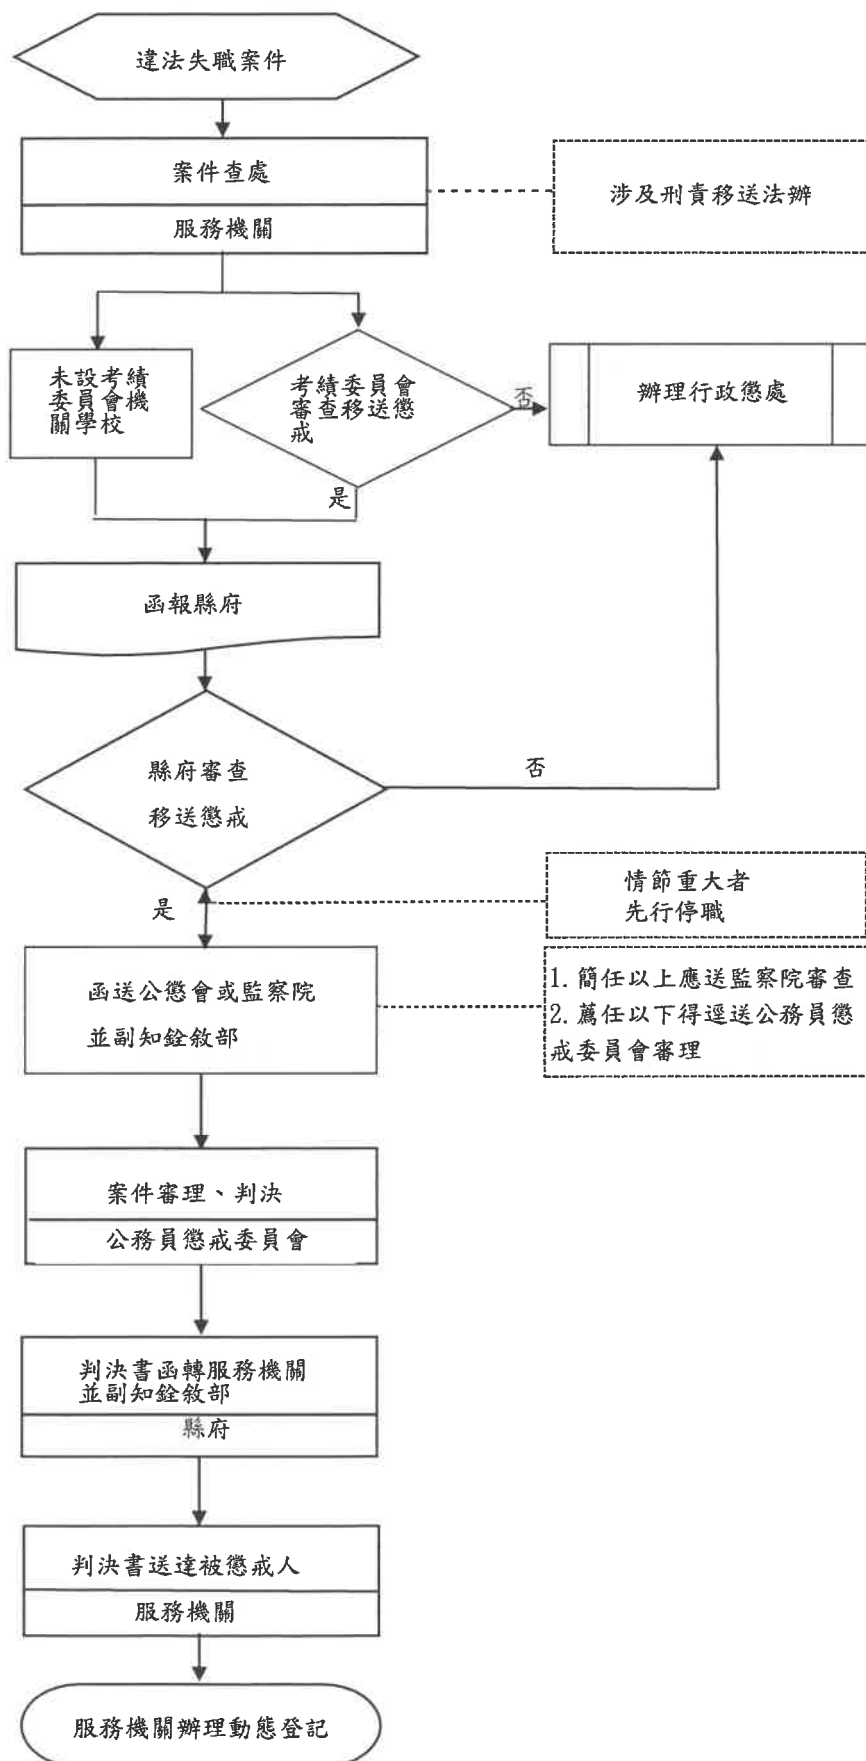 違法失職案件
案件查處
服務機關
涉及刑責移送法辦
未設考績
委員會機
關學校
考績委員會
審查移送懲
戒
否
辦理行政懲處
是
函報縣府
縣府審查
移送懲戒
否
是
情節重大者
先行停職
函送公懲會或監察院
並副知銓敘部
1. 簡任以上應送監察院審查
2. 薦任以下得逕送公務員懲
戒委員會審理
案件審理、判決
公務員懲戒委員會
判決書函轉服務機關
並副知銓敘部
縣府
判決書送達被懲戒人
服務機關
服務機關辦理動態登記